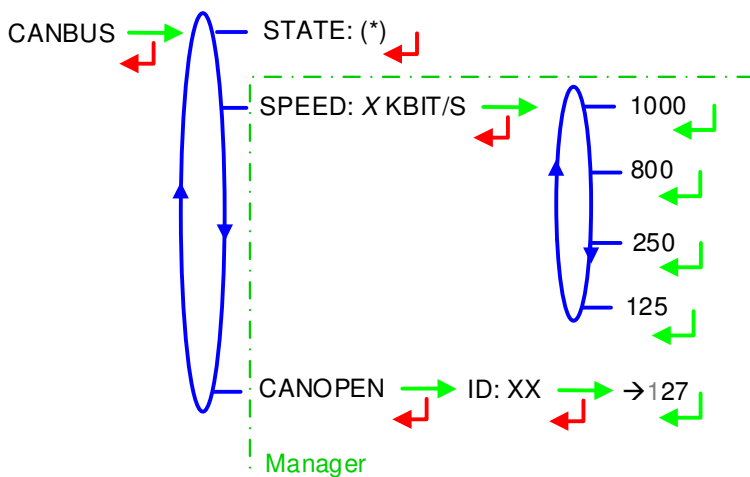 CANBUS
STATE: (*)
SPEED: X KBIT/S
1000
800
250
125
CANOPEN
ID: XX
→127
Manager